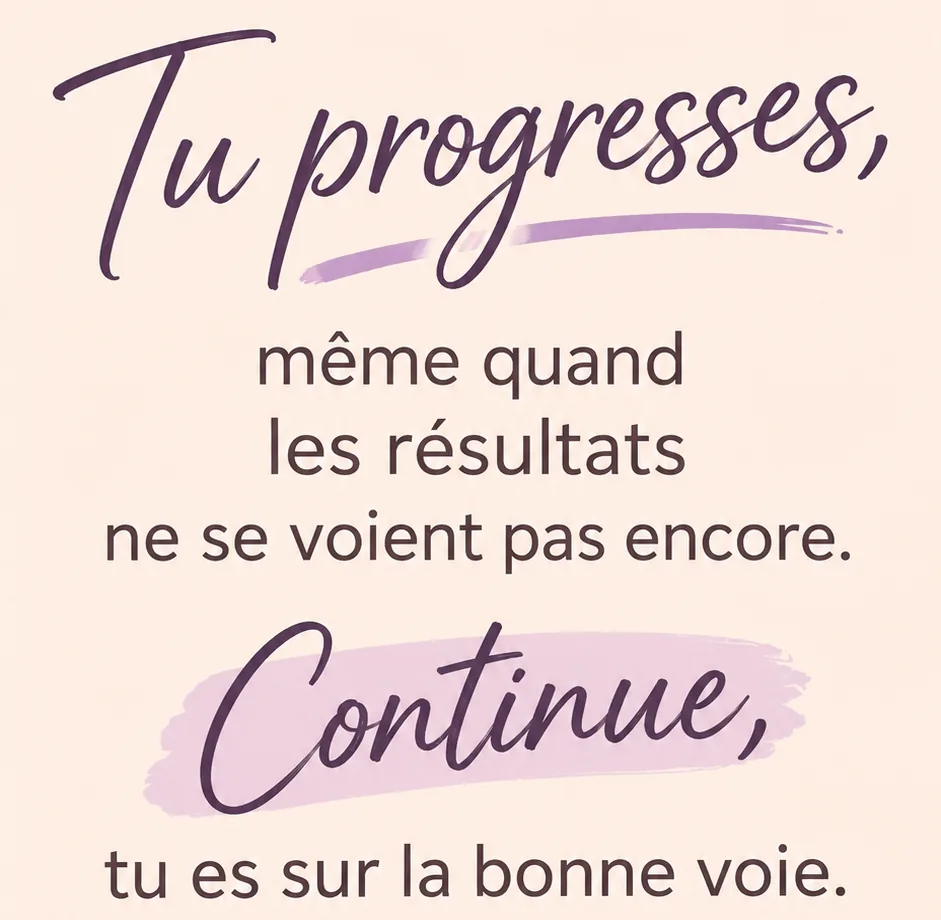 Tu progresses,
même quand
les résultats
ne se voient pas encore.
Continue,
tu es sur la bonne voie.